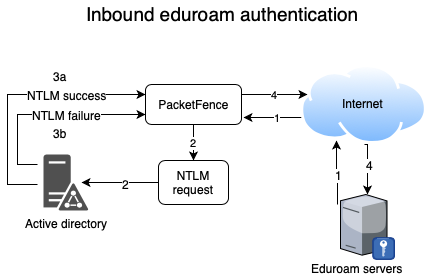 Inbound eduroam authentication
3a
NTLM success
NTLM failure
3b
PacketFence
4
1
Internet
2
NTLM
request
2
1
4
Active directory
Eduroam servers